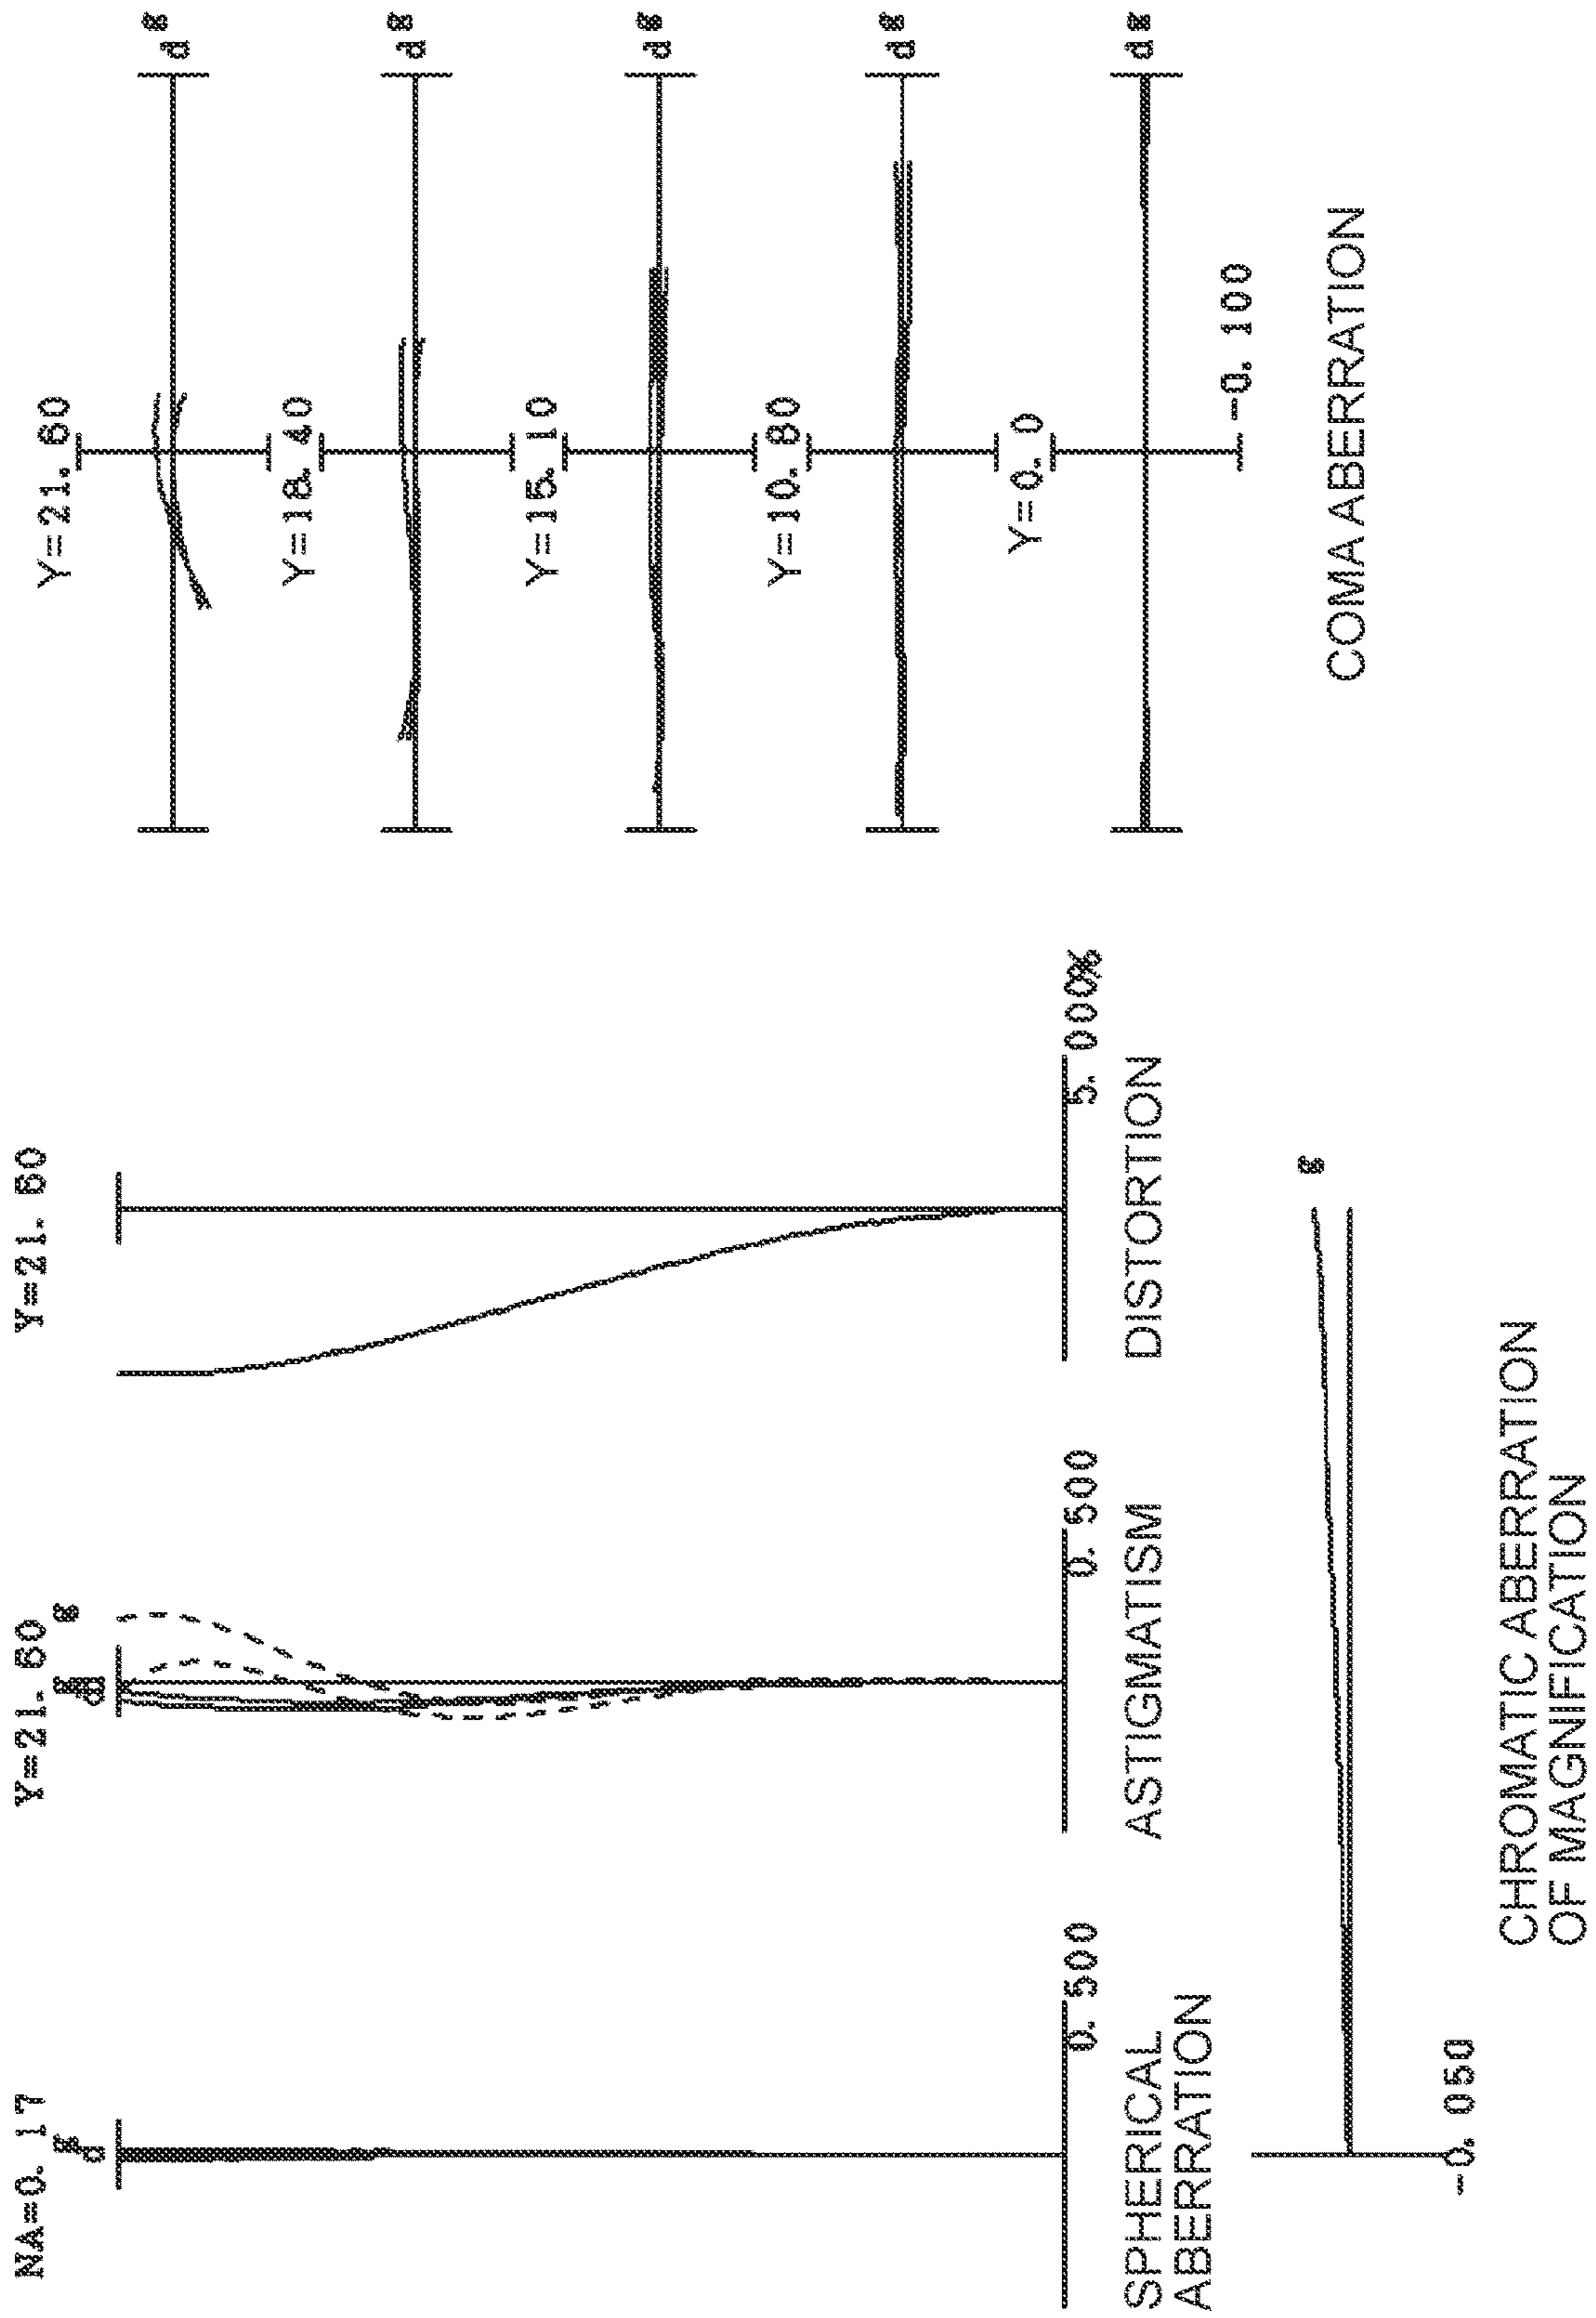 NA=0. 17
g
d
0. 500
SPHERICAL
ABERRATION
Y=21. 60
g
0. 500
ASTIGMATISM
Y=21. 60
5. 000%
DISTORTION
Y=21. 60
d g
Y=18. 40
d g
Y=15. 10
d g
Y=10. 80
d g
Y=0. 0
d g
-0. 100
COMA ABERRATION
g
-0. 050
CHROMATIC ABERRATION
OF MAGNIFICATION